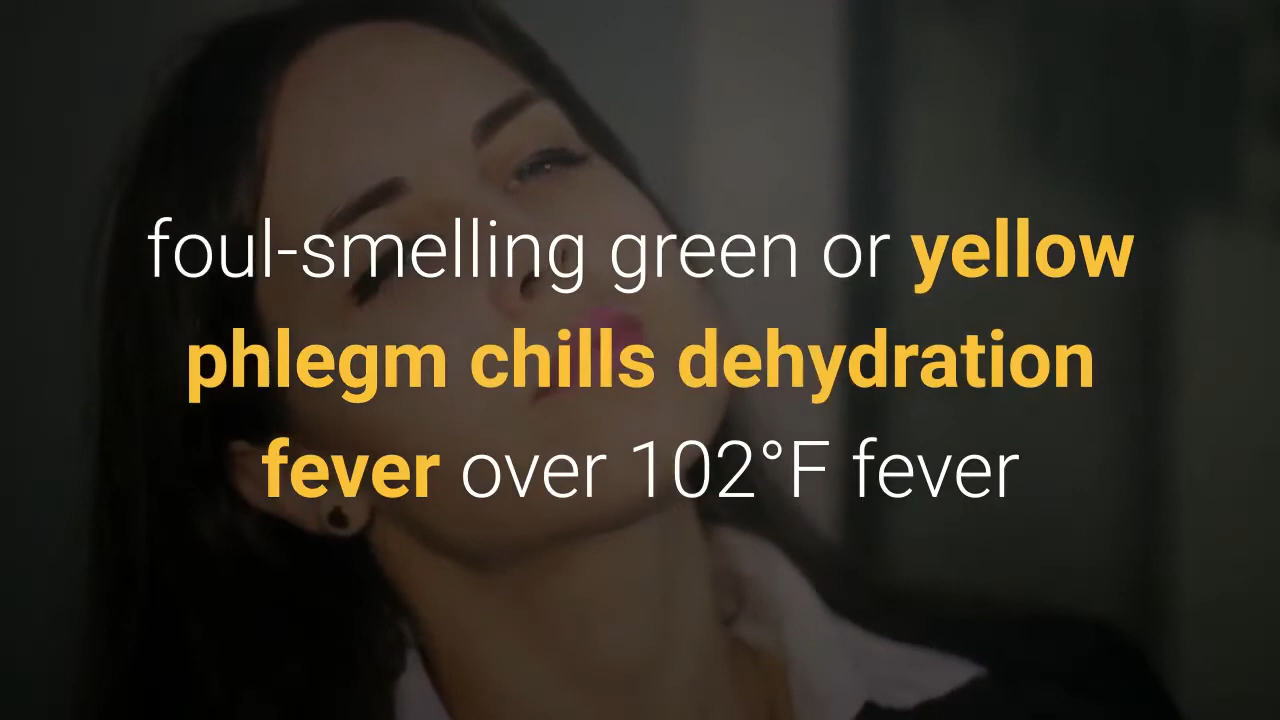 foul-smelling green or yellow
phlegm chills dehydration
fever over 102°F fever